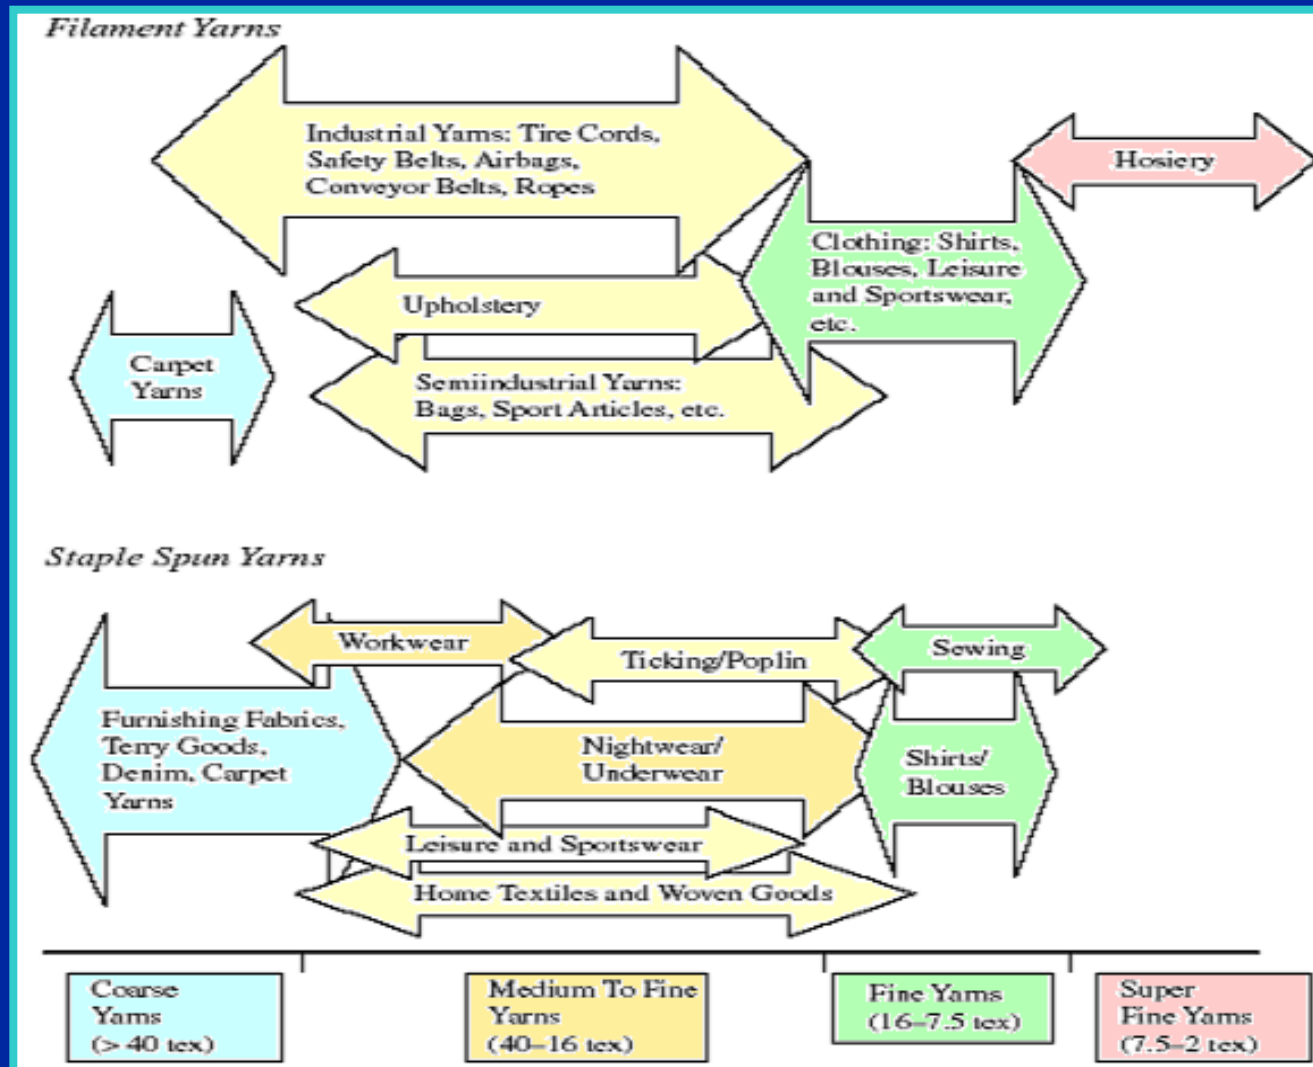 Filament Yarns
Industrial Yarns: Tire Cords,
Safety Belts, Airbags,
Conveyor Belts, Ropes
Hosiery
Clothing: Shirts,
Blouses, Leisure
and Sportswear,
etc.
Upholstery
Carpet
Yarns
Semiindustrial Yarns:
Bags, Sport Articles, etc.
Staple Spun Yarns
Workwear
Ticking/Poplin
Sewing
Furnishing Fabrics,
Terry Goods,
Denim, Carpet
Yarns
Nightwear/
Underwear
Shirts/
Blouses
Leisure and Sportswear
Home Textiles and Woven Goods
Coarse
Yarns
(> 40 tex)
Medium To Fine
Yarns
(40–16 tex)
Fine Yarns
(16–7.5 tex)
Super
Fine Yarns
(7.5–2 tex)